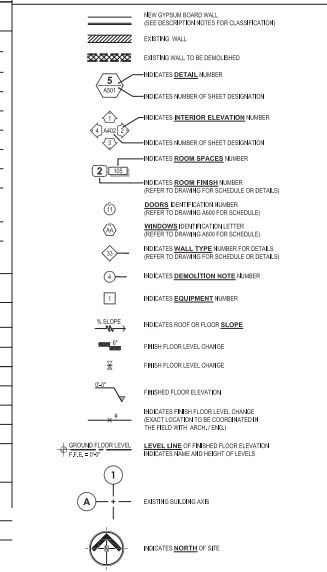 NEW GYPSUM BOARD WALL
(SEE DESCRIPTION NOTES FOR CLASSIFICATION)
EXISTING WALL
EXISTING WALL TO BE DEMOLISHED
5
A501
INDICATES DETAIL NUMBER
INDICATES NUMBER OF SHEET DESIGNATION
1
4 A402 2
3
INDICATES INTERIOR ELEVATION NUMBER
INDICATES NUMBER OF SHEET DESIGNATION
INDICATES ROOM SPACES NUMBER
2 105
INDICATES ROOM FINISH NUMBER
(REFER TO DRAWING FOR SCHEDULE OR DETAILS)
11
DOORS IDENTIFICATION NUMBER
(REFER TO DRAWING A600 FOR SCHEDULE)
AA
WINDOWS IDENTIFICATION LETTER
(REFER TO DRAWING A600 FOR SCHEDULE)
33
INDICATES WALL TYPE NUMBER FOR DETAILS
(REFER TO DRAWING FOR SCHEDULE OR DETAILS)
4
INDICATES DEMOLITION NOTE NUMBER
1
INDICATES EQUIPMENT NUMBER
% SLOPE
INDICATES ROOF OR FLOOR SLOPE
6"
FINISH FLOOR LEVEL CHANGE
FINISH FLOOR LEVEL CHANGE
0'-0"
FINISHED FLOOR ELEVATION
#
INDICATES FINISH FLOOR LEVEL CHANGE
(EXACT LOCATION TO BE COORDINATED IN
THE FIELD WITH ARCH. / ENG.)
GROUND FLOOR LEVEL
F.F.E. = 0'-0"
LEVEL LINE OF FINISHED FLOOR ELEVATION
INDICATES NAME AND HEIGHT OF LEVELS
1
A
EXISTING BUILDING AXIS
N
INDICATES NORTH OF SITE